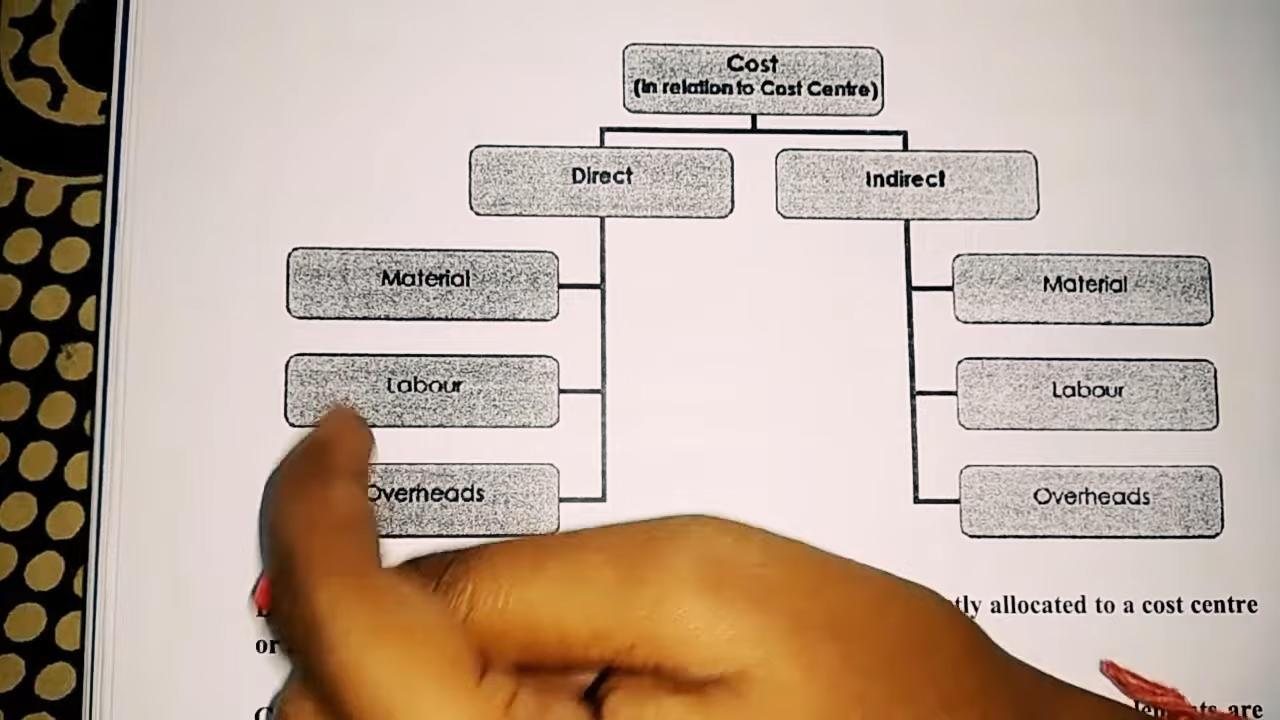 Cost
(In relation to Cost Centre)
Direct
Indirect
Material
Material
Labour
Labour
Overheads
Overheads
allocated to a cost centre
or
are